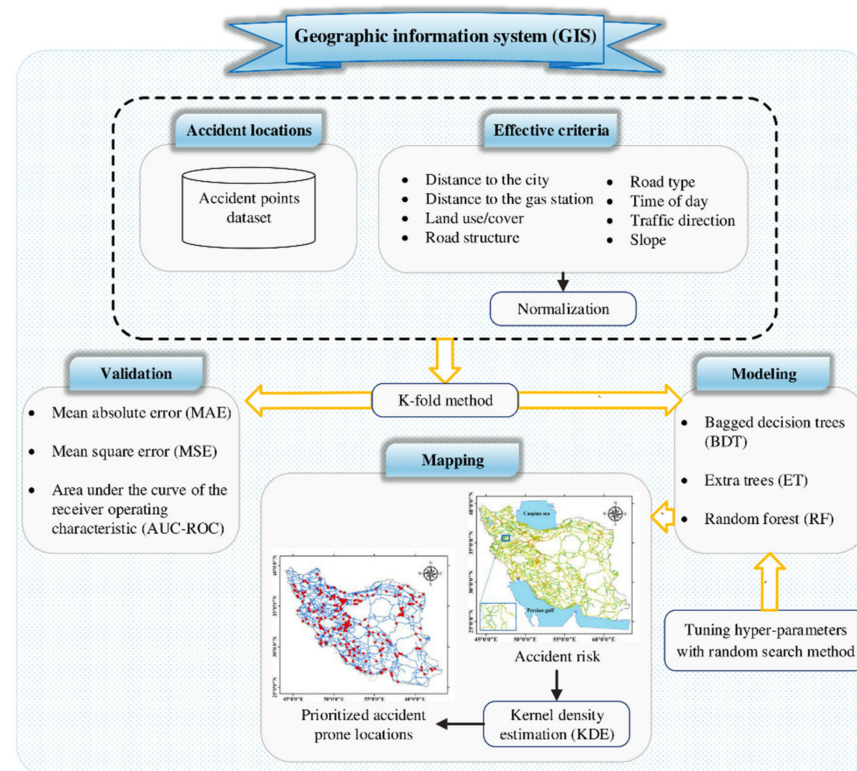 Geographic information system (GIS)
Accident locations
Accident points
dataset
Effective criteria
• Distance to the city
• Distance to the gas station
• Land use/cover
• Road structure
• Road type
• Time of day
• Traffic direction
• Slope
Normalization
K-fold method
Validation
• Mean absolute error (MAE)
• Mean square error (MSE)
• Area under the curve of the
receiver operating
characteristic (AUC-ROC)
Modeling
• Bagged decision trees
(BDT)
• Extra trees (ET)
• Random forest (RF)
Tuning hyper-parameters
with random search method
Mapping
Caspian sea
Persian gulf
Accident risk
Kernel density
estimation (KDE)
Prioritized accident
prone locations